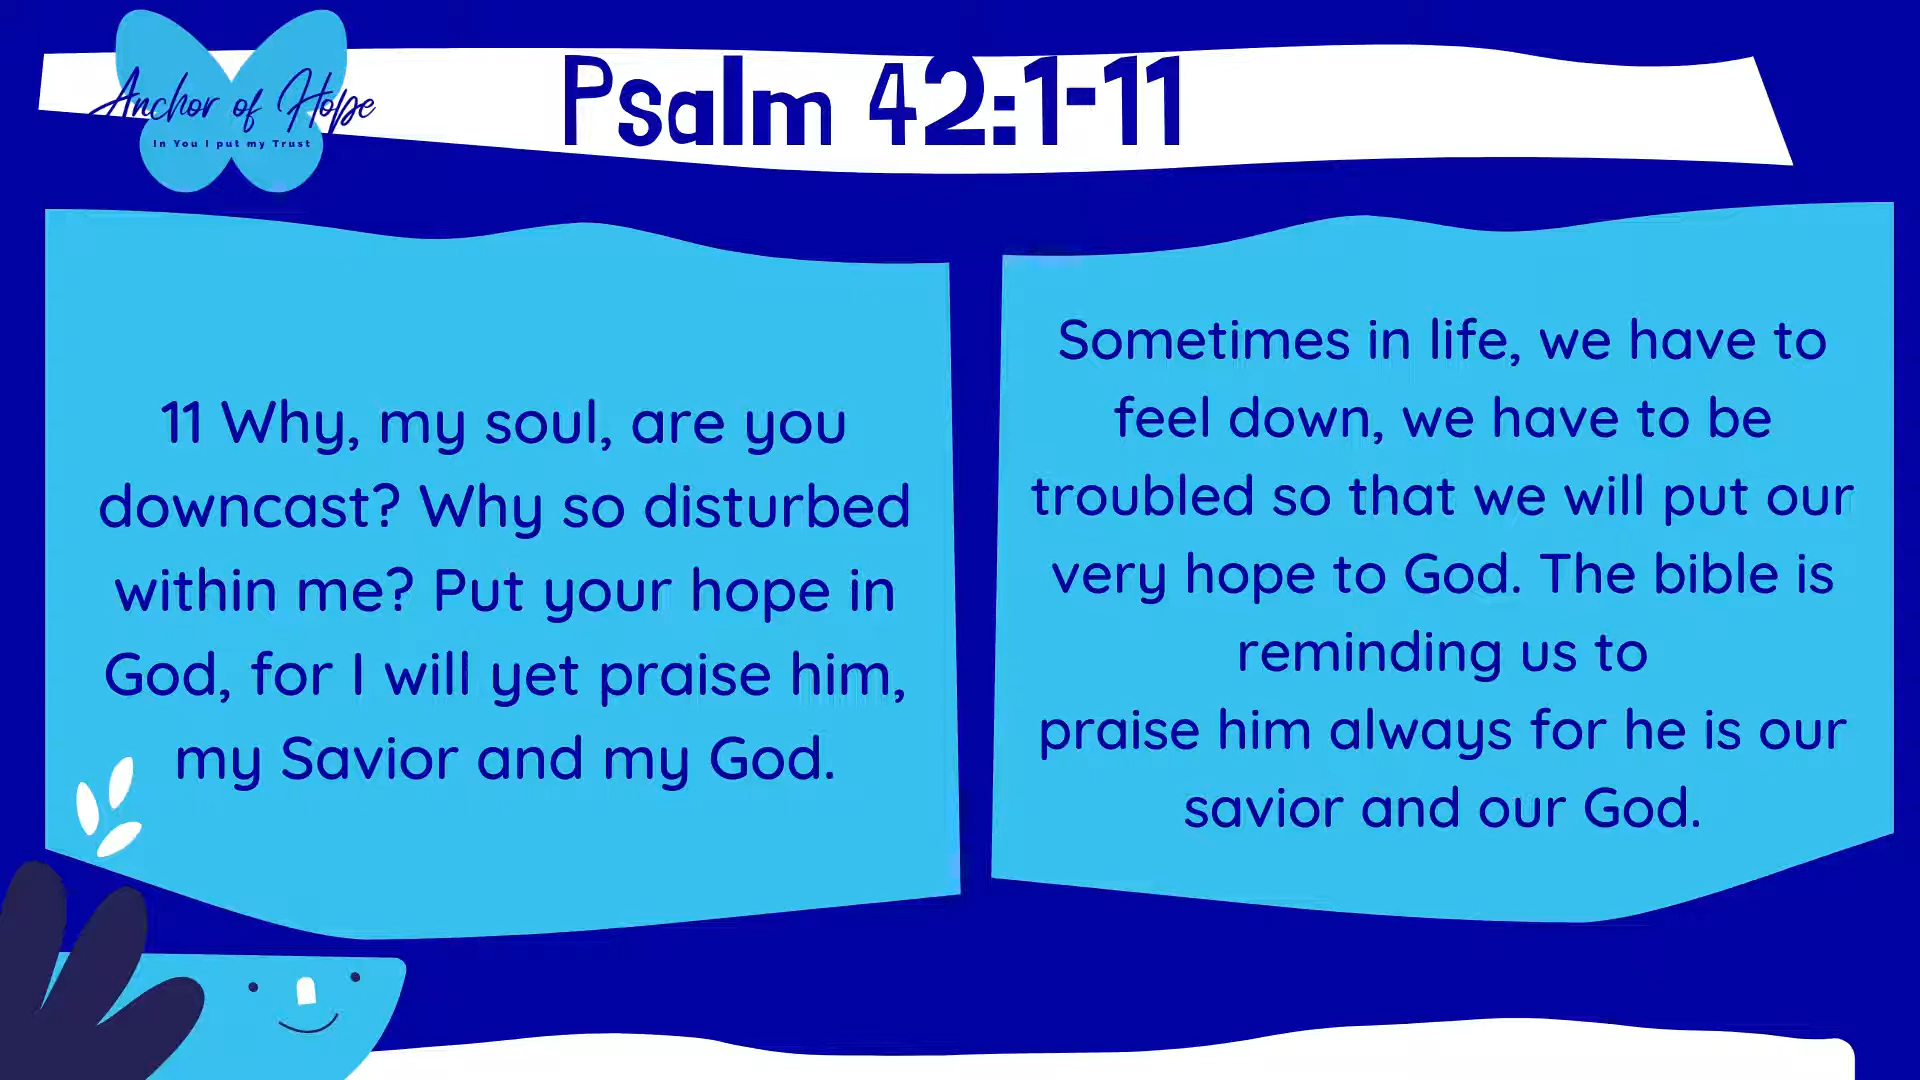 Anchor of Hope
In You I put my Trust
Psalm 42:1-11
11 Why, my soul, are you
downcast? Why so disturbed
within me? Put your hope in
God, for I will yet praise him,
my Savior and my God.
Sometimes in life, we have to
feel down, we have to be
troubled so that we will put our
very hope to God. The bible is
reminding us to
praise him always for he is our
savior and our God.